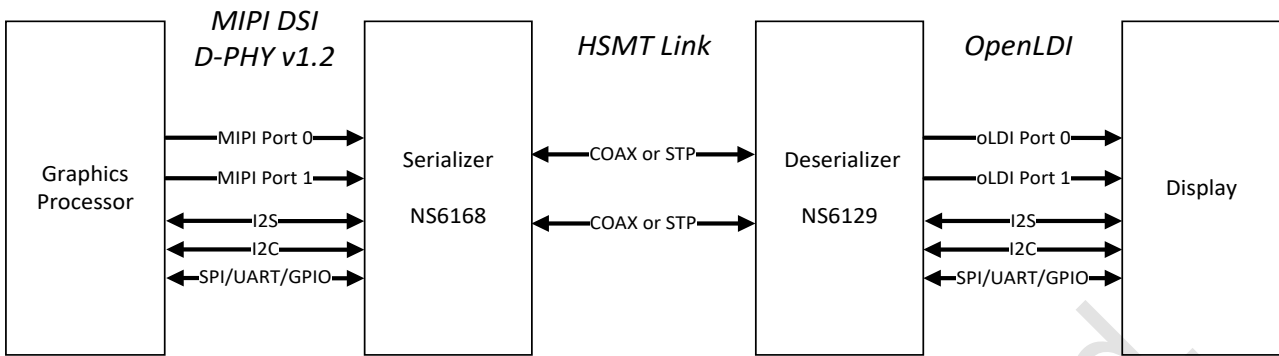 MIPI DSI
D-PHY v1.2
HSMT Link
OpenLDI
Graphics
Processor
MIPI Port 0
MIPI Port 1
I2S
I2C
SPI/UART/GPIO
Serializer
NS6168
COAX or STP
COAX or STP
Deserializer
NS6129
oLDI Port 0
oLDI Port 1
I2S
I2C
SPI/UART/GPIO
Display